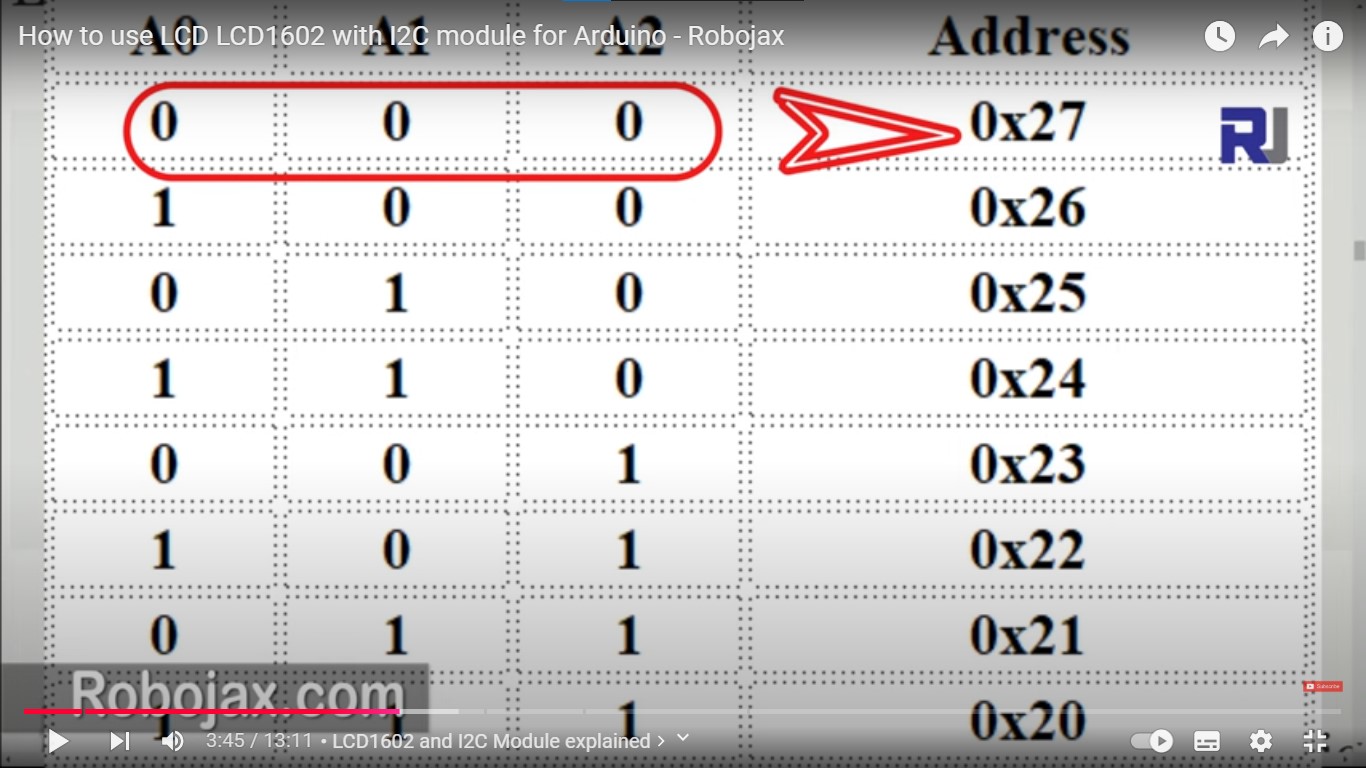 How to use LCD LCD1602 with I2C module for Arduino - Robojax
A0 A1 A2 Address
0 0 0 0x27
RJ
1 0 0 0x26
0 1 0 0x25
1 1 0 0x24
0 0 1 0x23
1 0 1 0x22
0 1 1 0x21
Robojax.com
Subscribe
1 1 1 0x20
3:45 / 13:11 • LCD1602 and I2C Module explained